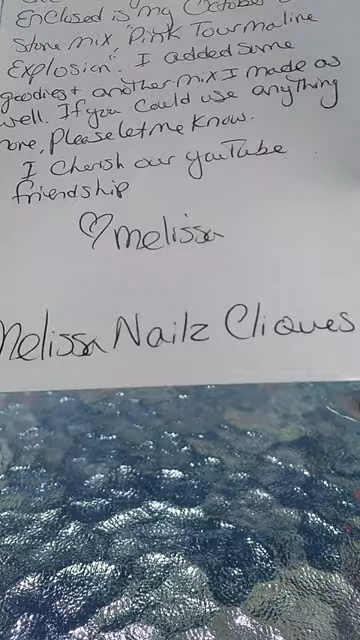 Enclosed is my October
Stone mix, "Pink Tourmaline
Explosion". I added some
goodies + another mix I made as
well. If you could use anything
more, Please let me know.
I Cherish our YouTube
friendship
♡ melissa
Melissa Nailz Cliques